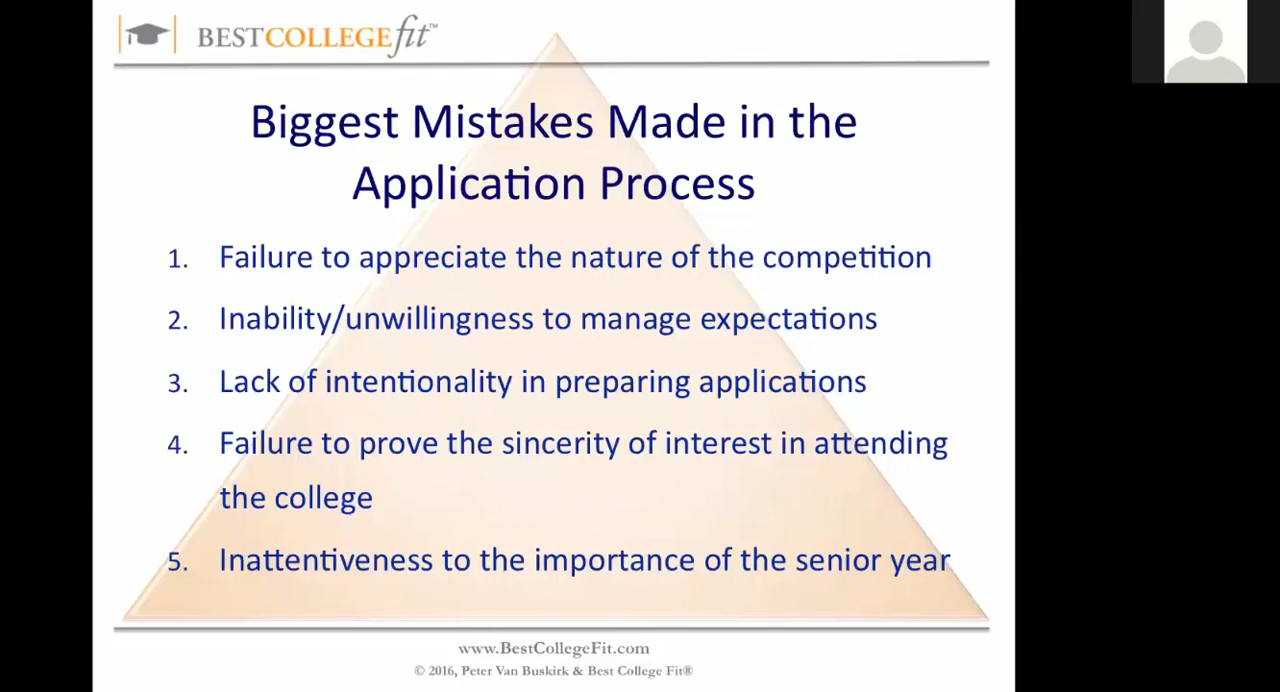 BESTCOLLEGEfit™
Biggest Mistakes Made in the
Application Process
1. Failure to appreciate the nature of the competition
2. Inability/unwillingness to manage expectations
3. Lack of intentionality in preparing applications
4. Failure to prove the sincerity of interest in attending
the college
5. Inattentiveness to the importance of the senior year
www.BestCollegeFit.com
© 2016, Peter Van Buskirk & Best College Fit®